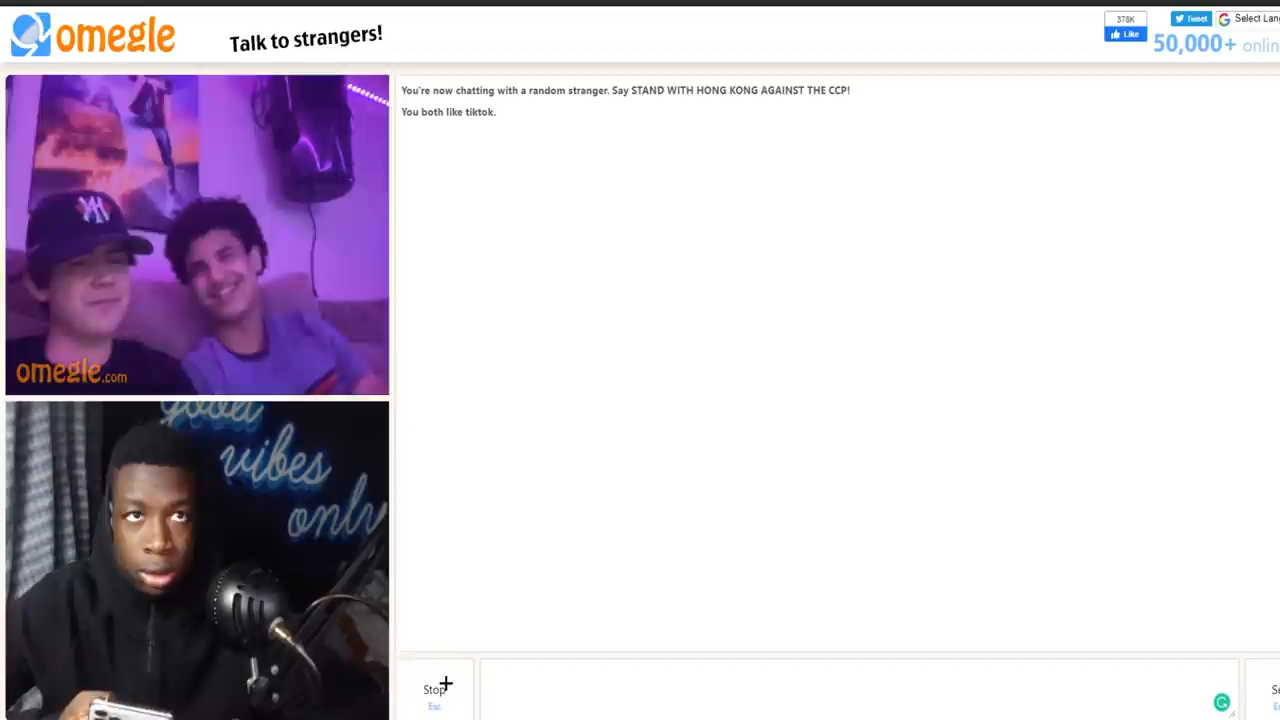 omegle
Talk to strangers!
378K
Like
Tweet
Select Lan
50,000+ onlin
You're now chatting with a random stranger. Say STAND WITH HONG KONG AGAINST THE CCP!
You both like tiktok.
omegle.com
good
vibes
only
Stop
Esc